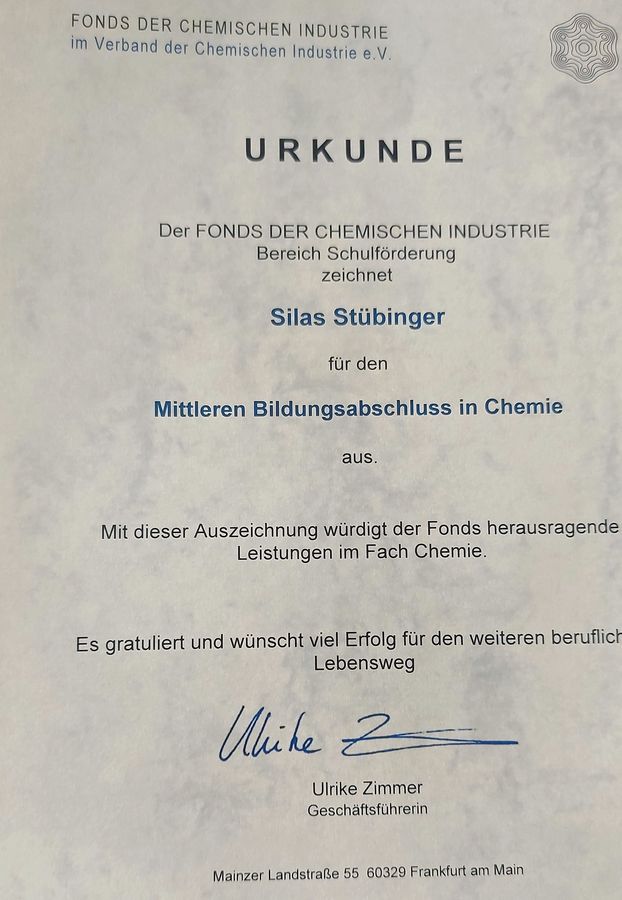 FONDS DER CHEMISCHEN INDUSTRIE
im Verband der Chemischen Industrie e.V.
URKUNDE
Der FONDS DER CHEMISCHEN INDUSTRIE
Bereich Schulförderung
zeichnet
Silas Stübinger
für den
Mittleren Bildungsabschluss in Chemie
aus.
Mit dieser Auszeichnung würdigt der Fonds herausragende
Leistungen im Fach Chemie.
Es gratuliert und wünscht viel Erfolg für den weiteren beruflich
Lebensweg
Ulrike Z
Ulrike Zimmer
Geschäftsführerin
Mainzer Landstraße 55 60329 Frankfurt am Main